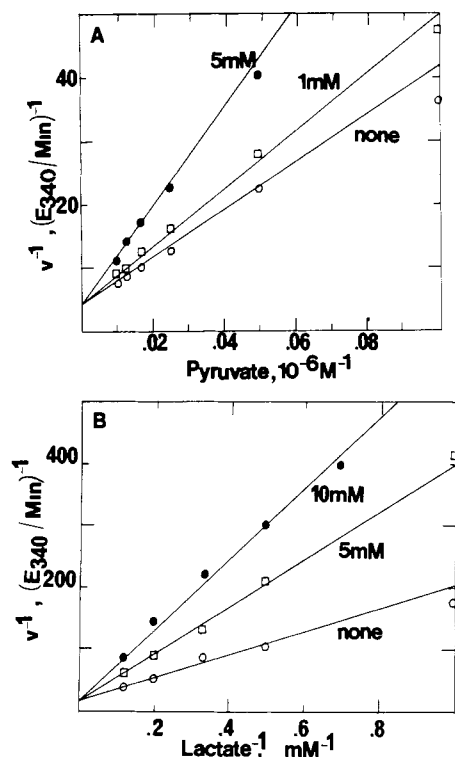 A
5mM
1mM
none
40
20
v⁻¹, (E340/Min)⁻¹
.02 .04 .06 .08
Pyruvate, 10⁻⁶M⁻¹
B
10mM
5mM
none
400
200
v⁻¹, (E340/Min)⁻¹
.2 .4 .6 .8
Lactate⁻¹, mM⁻¹